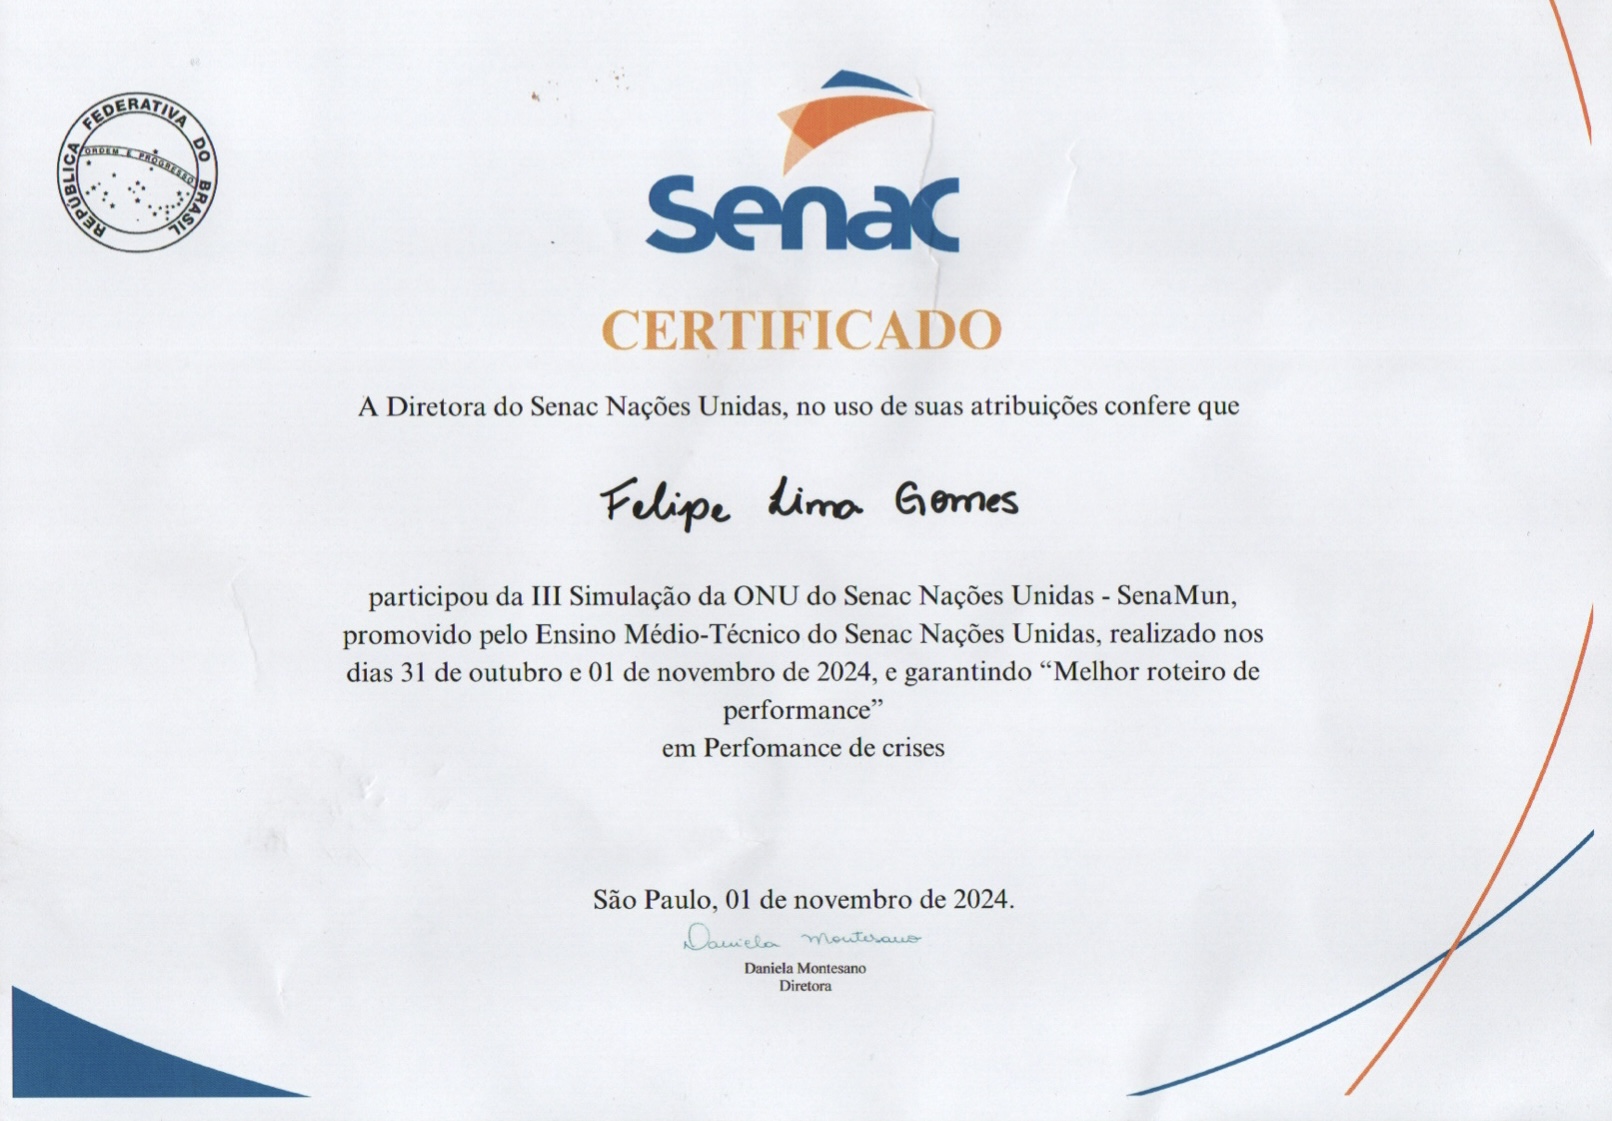 REPÚBLICA FEDERATIVA DO BRASIL
ORDEM E PROGRESSO
senac
CERTIFICADO
A Diretora do Senac Nações Unidas, no uso de suas atribuições confere que
Felipe Lima Gomes
participou da III Simulação da ONU do Senac Nações Unidas - SenaMun,
promovido pelo Ensino Médio-Técnico do Senac Nações Unidas, realizado nos
dias 31 de outubro e 01 de novembro de 2024, e garantindo “Melhor roteiro de
performance”
em Perfomance de crises
São Paulo, 01 de novembro de 2024.
Daniela Montesano
Daniela Montesano
Diretora